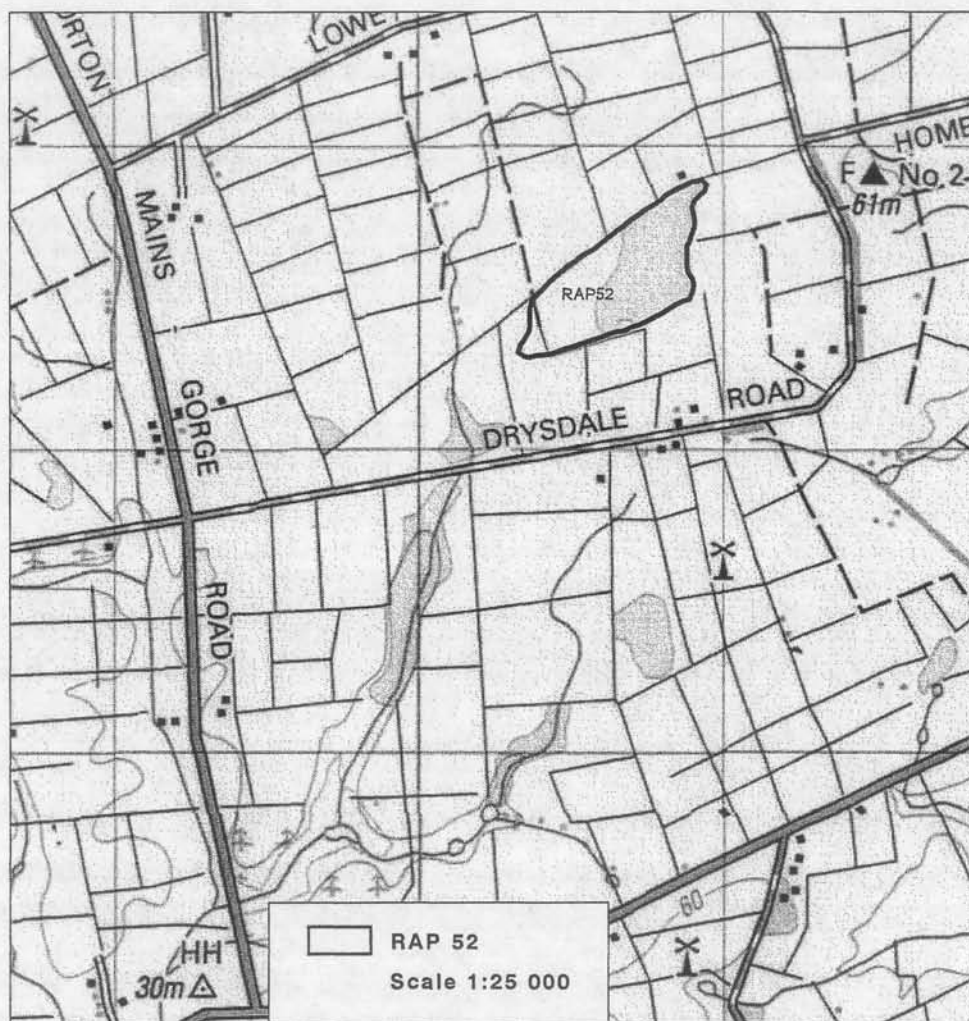 ORTON
LOWE
MAINS
HOME
F No 2
61m
RAP52
GORGE
DRYSDALE ROAD
ROAD
60
HH
30m
RAP 52
Scale 1:25 000